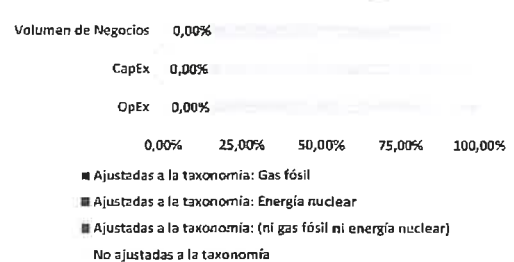 Volumen de Negocios 0,00%
CapEx 0,00%
OpEx 0,00%
0,00% 25,00% 50,00% 75,00% 100,00%
Ajustadas a la taxonomía: Gas fósil
Ajustadas a la taxonomía: Energía nuclear
Ajustadas a la taxonomía: (ni gas fósil ni energía nuclear)
No ajustadas a la taxonomía